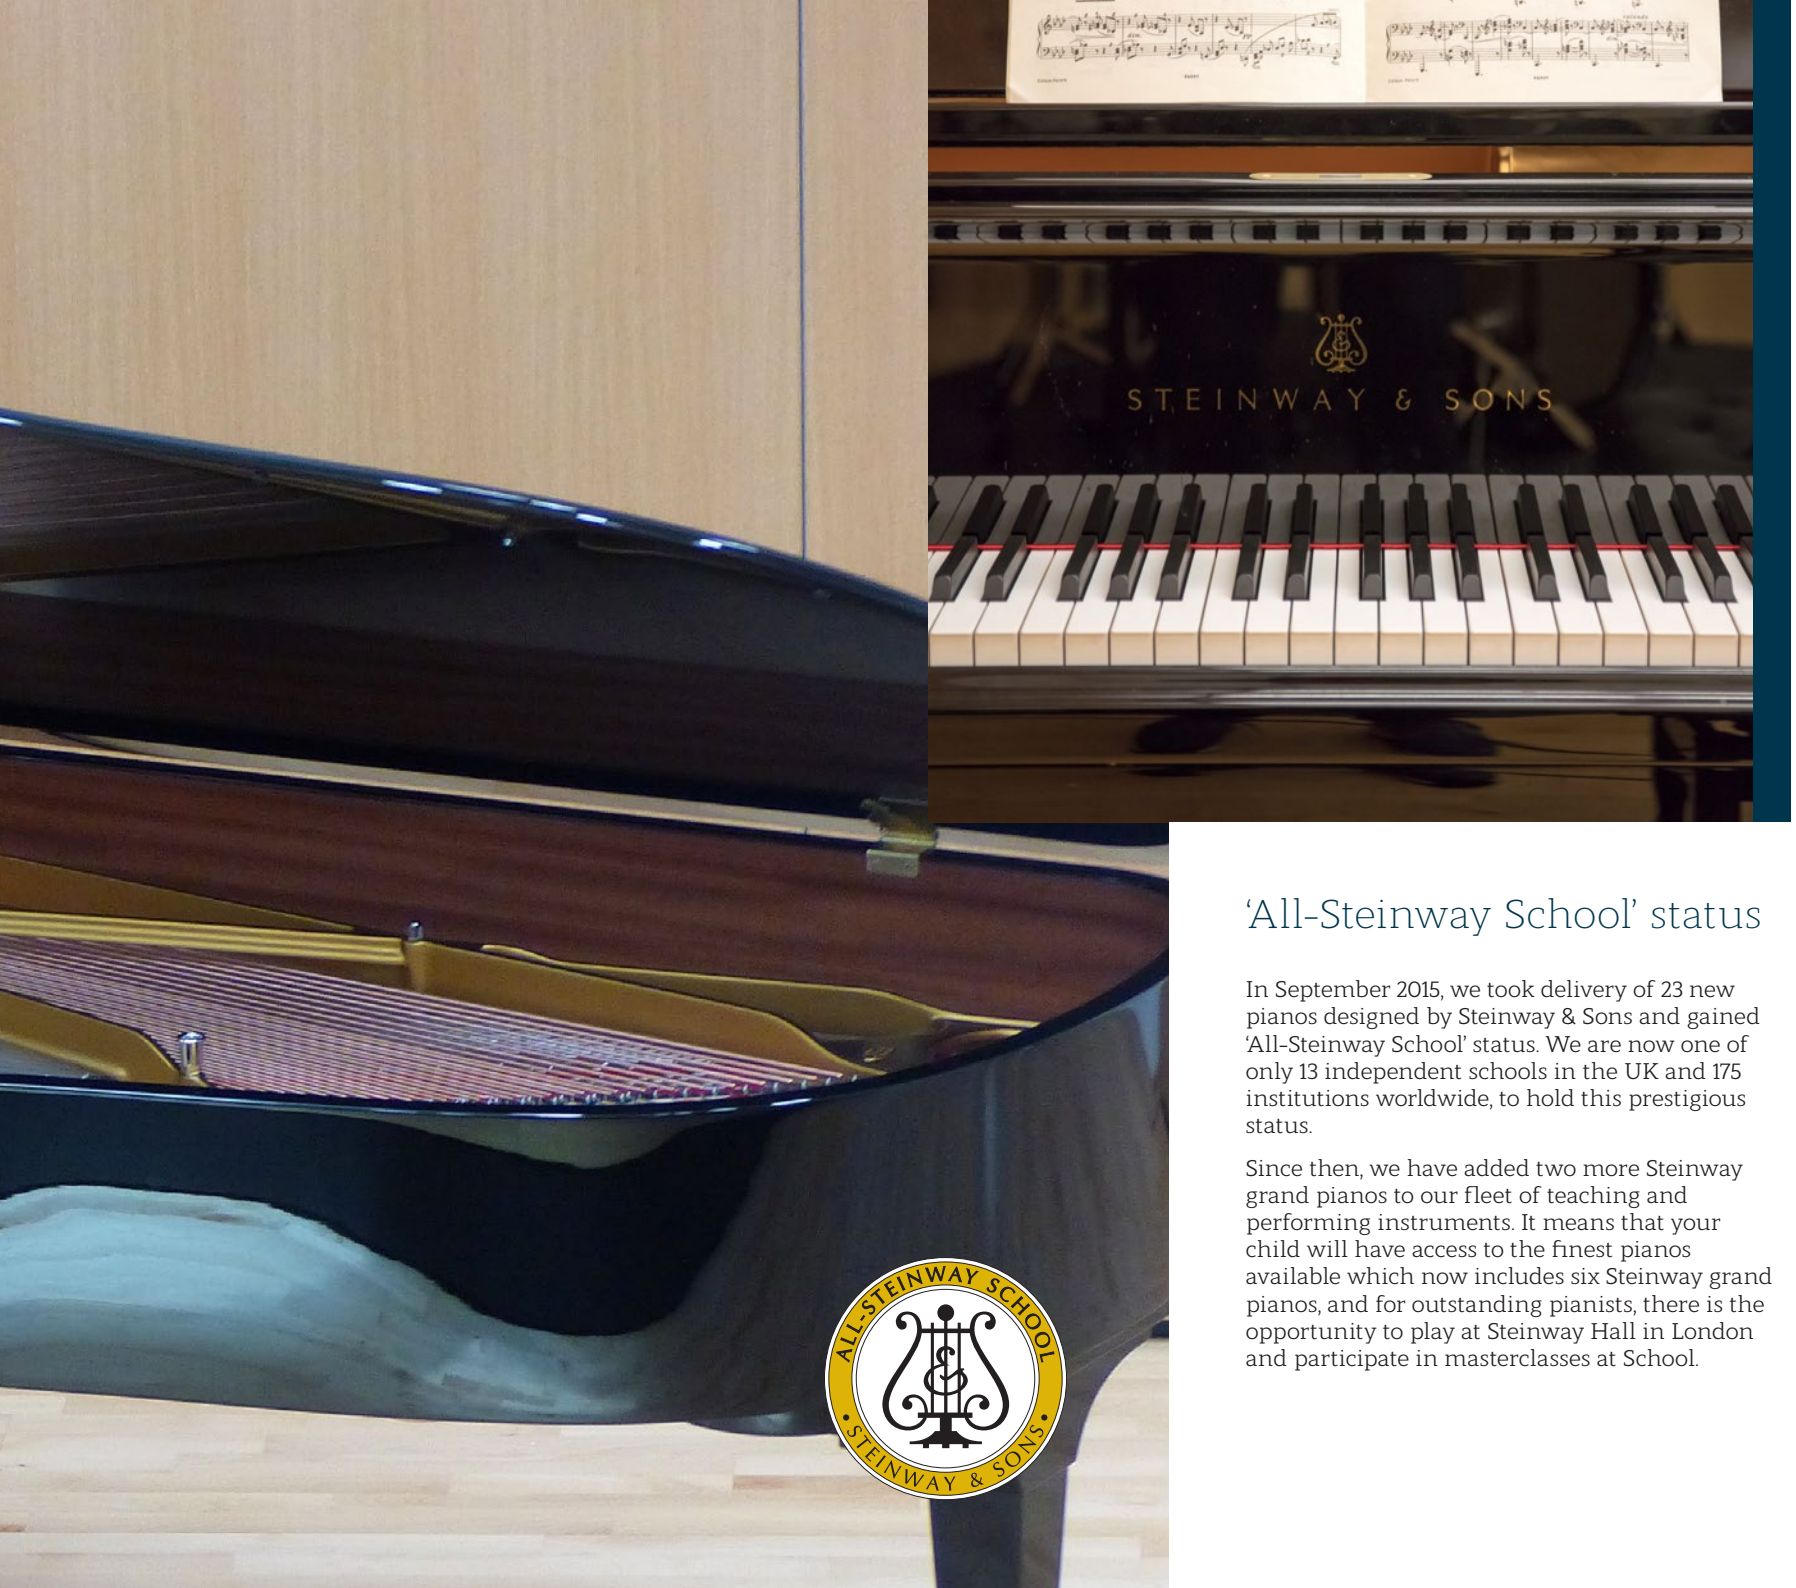 STEINWAY & SONS
‘All-Steinway School’ status
In September 2015, we took delivery of 23 new
pianos designed by Steinway & Sons and gained
‘All-Steinway School’ status. We are now one of
only 13 independent schools in the UK and 175
institutions worldwide, to hold this prestigious
status.
Since then, we have added two more Steinway
grand pianos to our fleet of teaching and
performing instruments. It means that your
child will have access to the finest pianos
available which now includes six Steinway grand
pianos, and for outstanding pianists, there is the
opportunity to play at Steinway Hall in London
and participate in masterclasses at School.
ALL-STEINWAY SCHOOL
• STEINWAY & SONS •